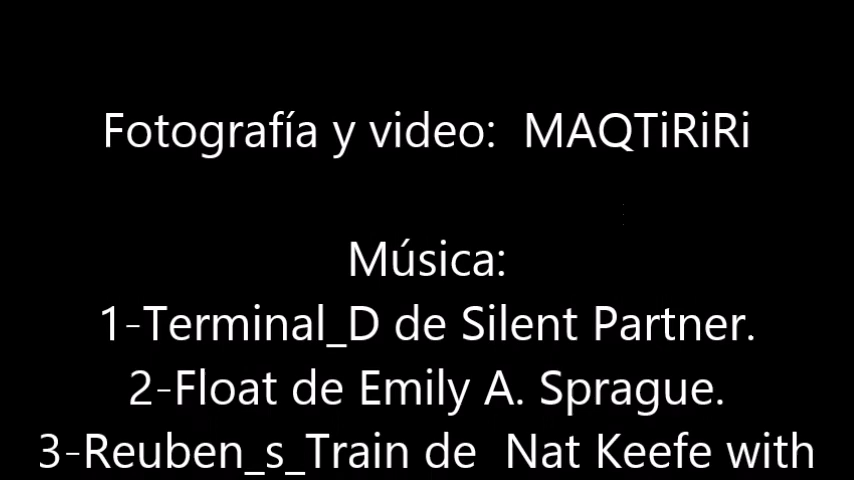 Fotografía y video:  MAQTiRiRi
Música:
1-Terminal_D de Silent Partner.
2-Float de Emily A. Sprague.
3-Reuben_s_Train de  Nat Keefe with